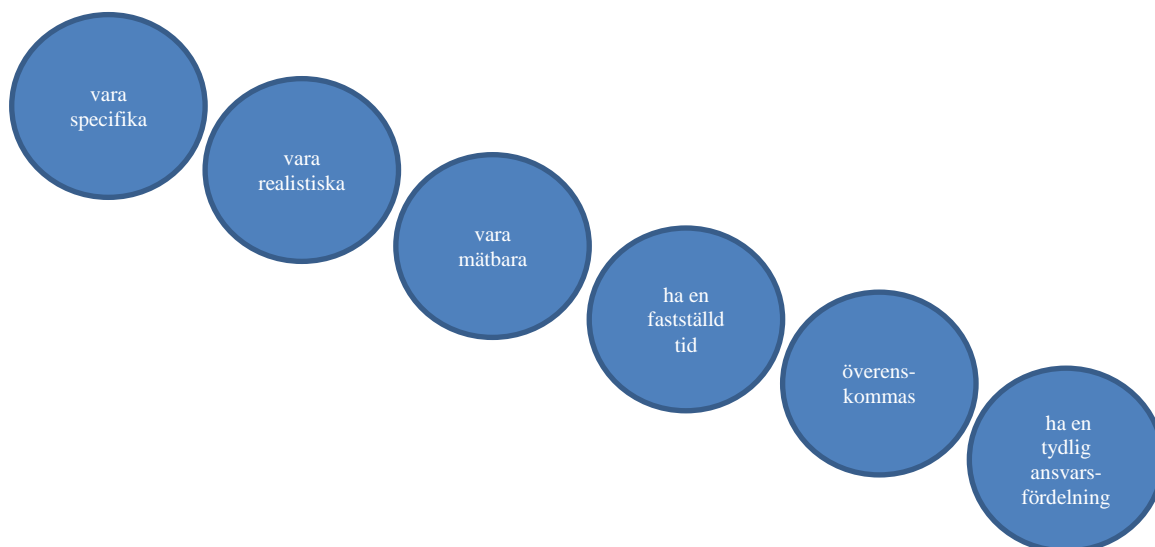 vara
specifika
vara
realistiska
vara
mätbara
ha en
fastställd
tid
överens-
kommas
ha en
tydlig
ansvars-
fördelning